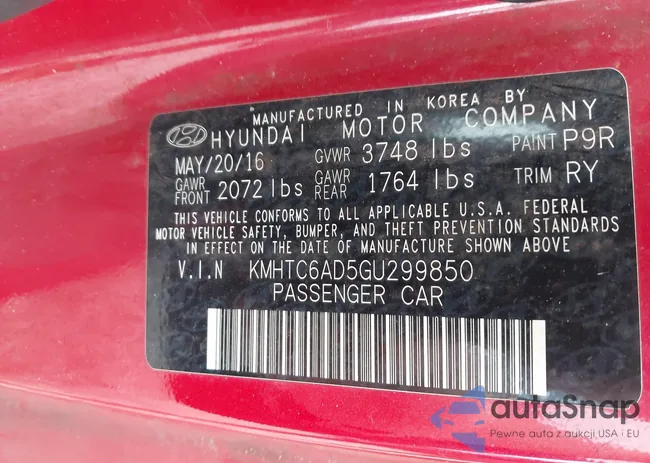 MANUFACTURED IN KOREA BY
HYUNDAI MOTOR COMPANY
MAY/20/16 GVWR 3748 lbs PAINT P9R
GAWR FRONT 2072 lbs GAWR REAR 1764 lbs TRIM RY
THIS VEHICLE CONFORMS TO ALL APPLICABLE U.S.A. FEDERAL
MOTOR VEHICLE SAFETY, BUMPER, AND THEFT PREVENTION STANDARDS
IN EFFECT ON THE DATE OF MANUFACTURE SHOWN ABOVE
V.I.N KMHTC6AD5GU299850
PASSENGER CAR
autaSnap
Pewne auta z aukcji USA i EU